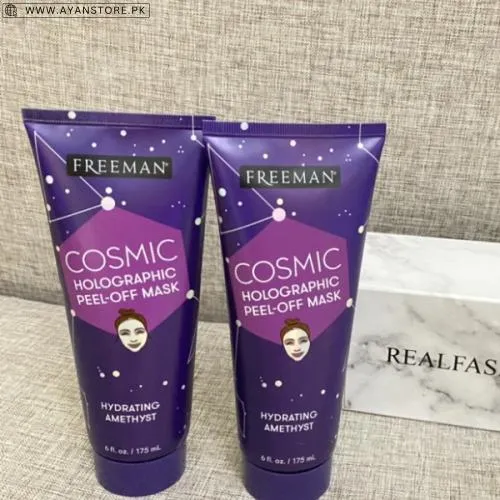 WWW.AYANSTORE.PK
FREEMAN®
COSMIC
HOLOGRAPHIC
PEEL-OFF MASK
HYDRATING
AMETHYST
6 fl. oz. / 175 mL
FREEMAN®
COSMIC
HOLOGRAPHIC
PEEL-OFF MASK
HYDRATING
AMETHYST
6 fl. oz. / 175 mL
REALFAS